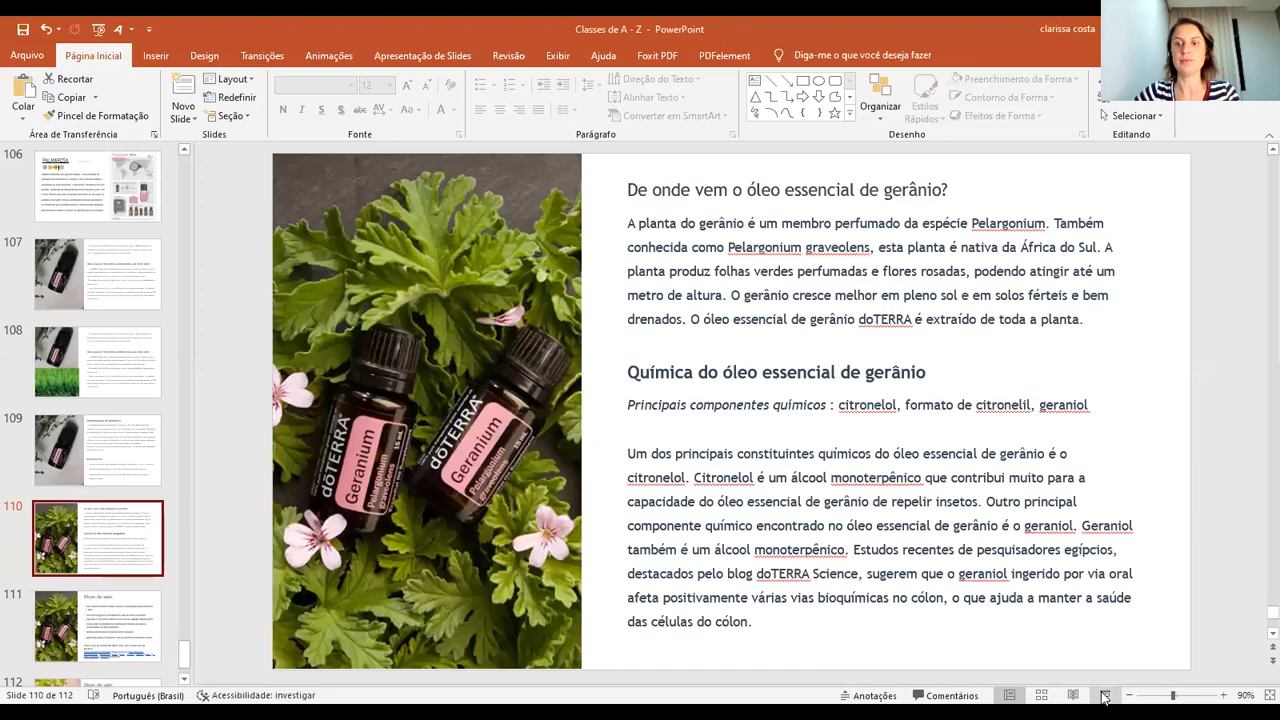 Classes de A - Z - PowerPoint
clarissa costa
Arquivo Página Inicial Inserir Design Transições Animações Apresentação de Slides Revisão Exibir Ajuda Foxit PDF PDFelement Diga-me o que você deseja fazer
Colar
Recortar
Copiar
Pincel de Formatação
Área de Transferência
Novo Slide
Layout
Redefinir
Seção
Slides
12
N I S abc AV Aa A
Fonte
Direção do Texto
Alinhar Texto
Converter em SmartArt
Parágrafo
Organizar
Estilos Rápidos
Preenchimento da Forma
Contorno da Forma
Efeitos de Forma
Desenho
Selecionar
Editando
106
PALMAROSA
107
108
109
110
111
112
doTERRA
Geranium
Pelargonium graveolens
doTERRA
Geranium
Pelargonium
De onde vem o óleo essencial de gerânio?
A planta do gerânio é um membro perfumado da espécie Pelargonium. Também
conhecida como Pelargonium graveolens, esta planta é nativa da África do Sul. A
planta produz folhas verdes perfumadas e flores rosadas, podendo atingir até um
metro de altura. O gerânio cresce melhor em pleno sol e em solos férteis e bem
drenados. O óleo essencial de gerânio doTERRA é extraído de toda a planta.
Química do óleo essencial de gerânio
Principais componentes químicos : citronelol, formato de citronelil, geraniol
Um dos principais constituintes químicos do óleo essencial de gerânio é o
citronelol. Citronelol é um álcool monoterpênico que contribui muito para a
capacidade do óleo essencial de gerânio de repelir insetos. Outro principal
componente químico encontrado no óleo essencial de gerânio é o geraniol. Geraniol
também é um álcool monoterpênico. Estudos recentes de pesquisadores egípcios,
destacados pelo blog doTERRA Science, sugerem que o geraniol ingerido por via oral
afeta positivamente várias vias bioquímicas no cólon, o que ajuda a manter a saúde
das células do cólon.
Slide 110 de 112 Português (Brasil) Acessibilidade: investigar Anotações Comentários 90%